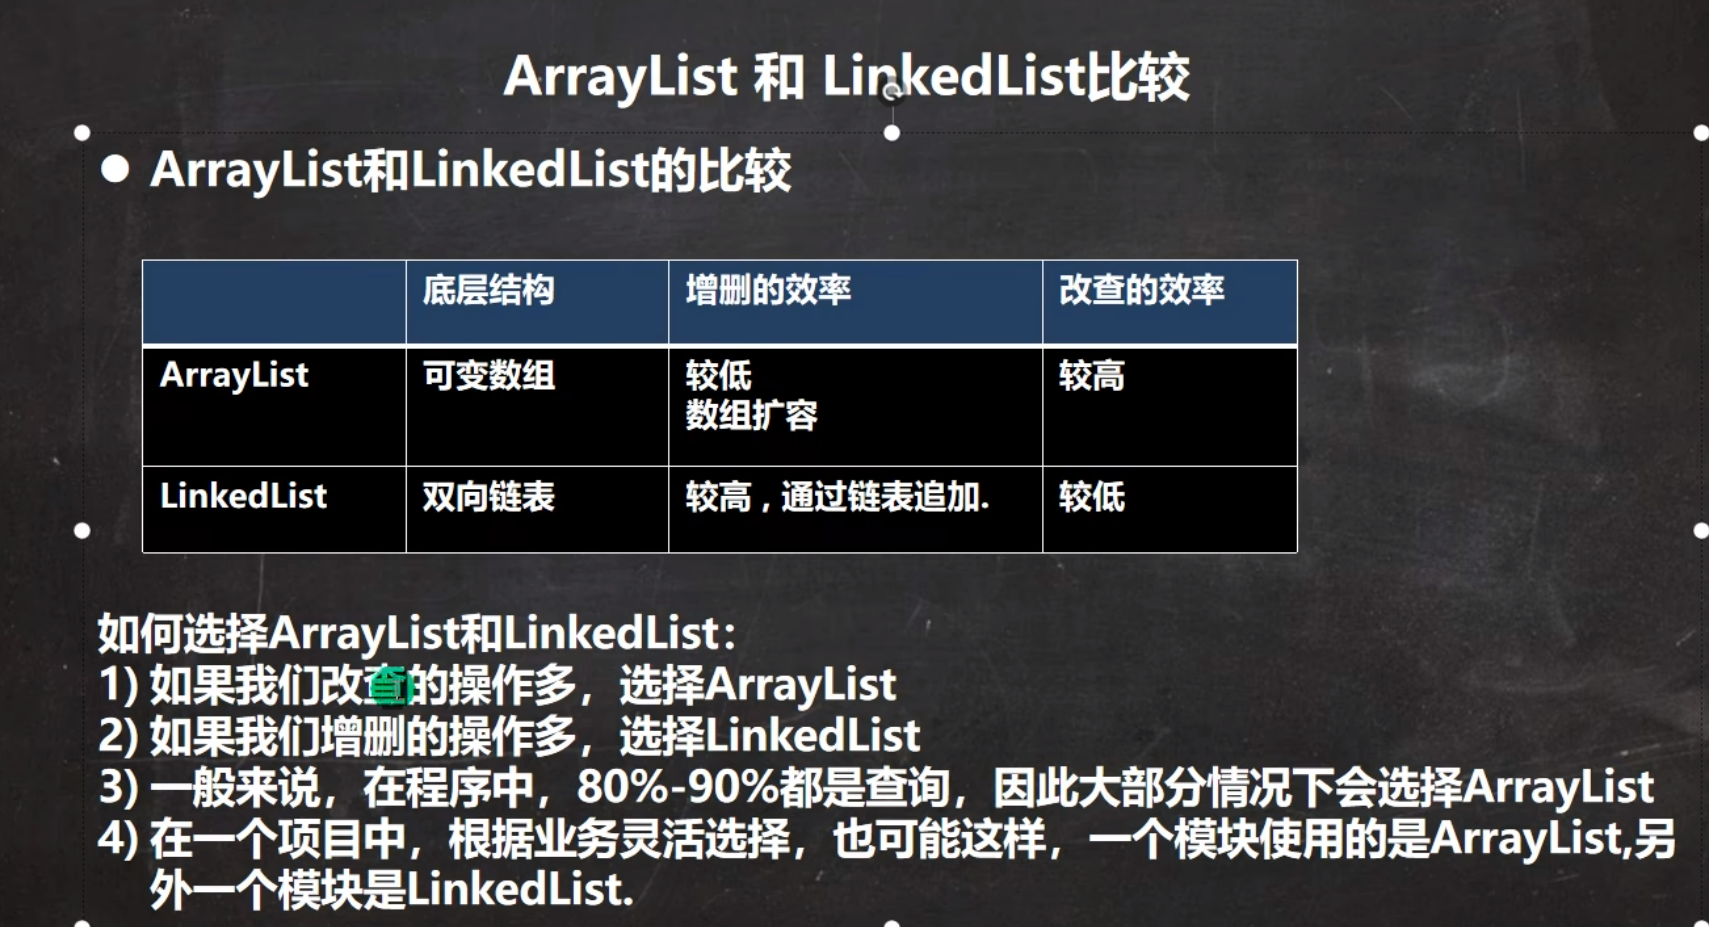 ArrayList 和 LinkedList比较
● ArrayList和LinkedList的比较
底层结构 增删的效率 改查的效率
ArrayList 可变数组 较低 较高
数组扩容
LinkedList 双向链表 较高，通过链表追加. 较低
如何选择ArrayList和LinkedList：
1) 如果我们改查的操作多，选择ArrayList
2) 如果我们增删的操作多，选择LinkedList
3) 一般来说，在程序中，80%-90%都是查询，因此大部分情况下会选择ArrayList
4) 在一个项目中，根据业务灵活选择，也可能这样，一个模块使用的是ArrayList,另
外一个模块是LinkedList.